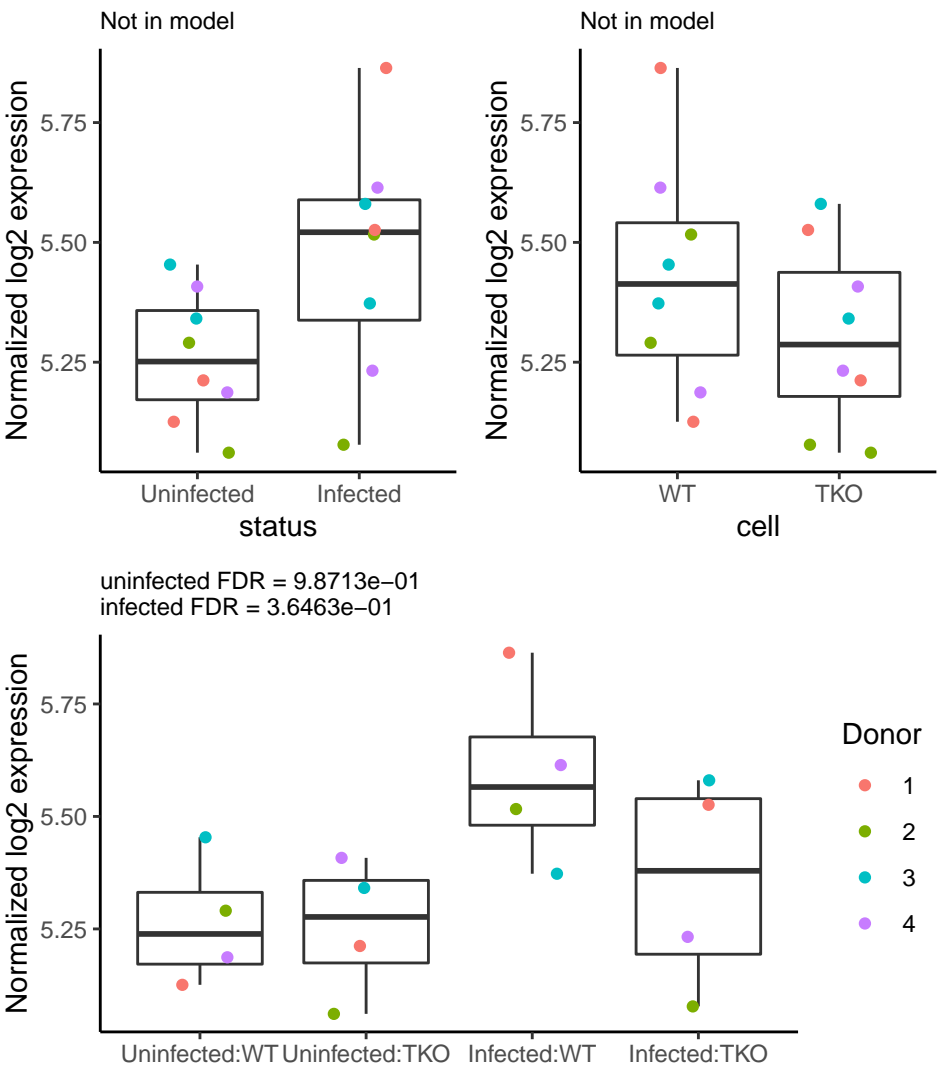 Not in model
Normalized log2 expression
5.75
5.50
5.25
Uninfected Infected
status
Not in model
Normalized log2 expression
5.75
5.50
5.25
WT TKO
cell
uninfected FDR = 9.8713e−01
infected FDR = 3.6463e−01
Normalized log2 expression
5.75
5.50
5.25
Uninfected:WT Uninfected:TKO Infected:WT Infected:TKO
Donor
1
2
3
4